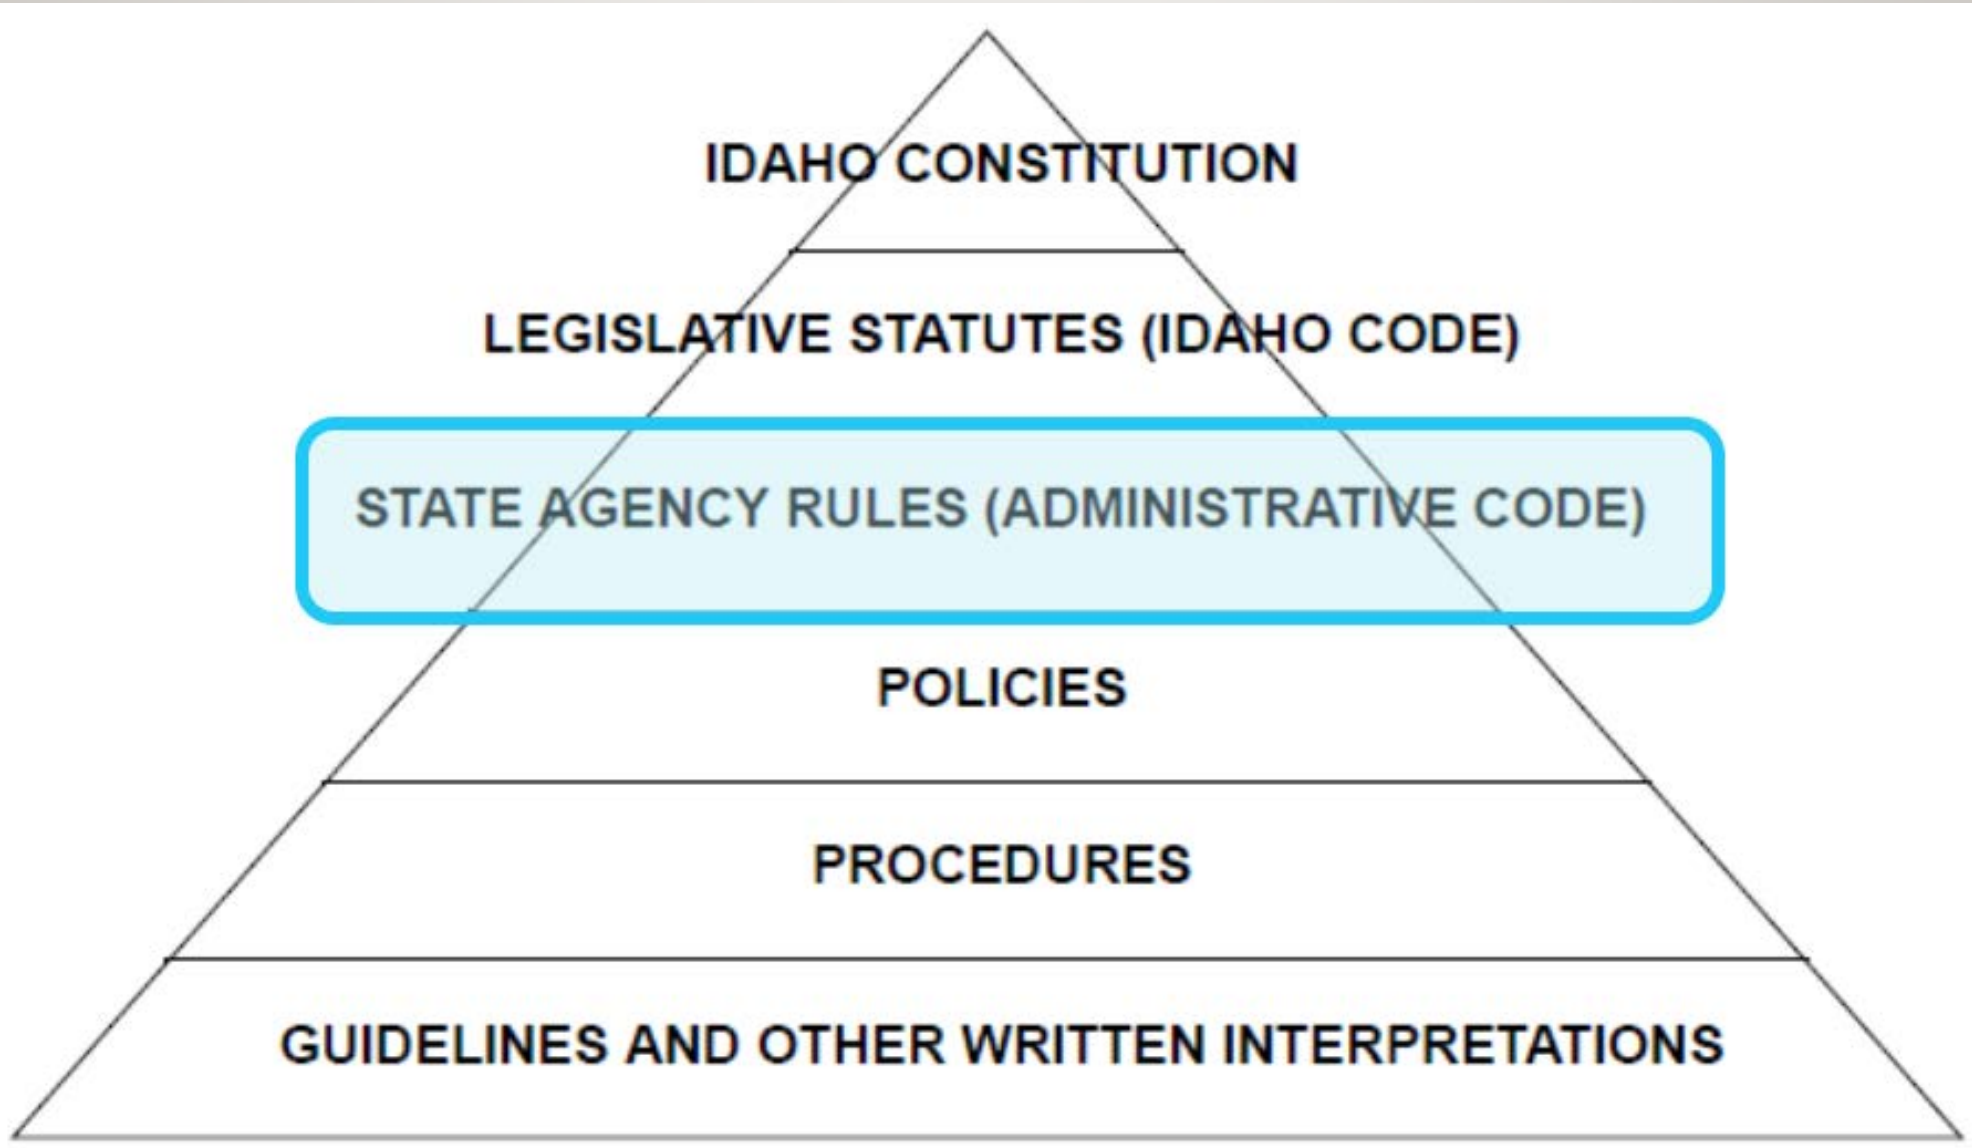 IDAHO CONSTITUTION
LEGISLATIVE STATUTES (IDAHO CODE)
STATE AGENCY RULES (ADMINISTRATIVE CODE)
POLICIES
PROCEDURES
GUIDELINES AND OTHER WRITTEN INTERPRETATIONS